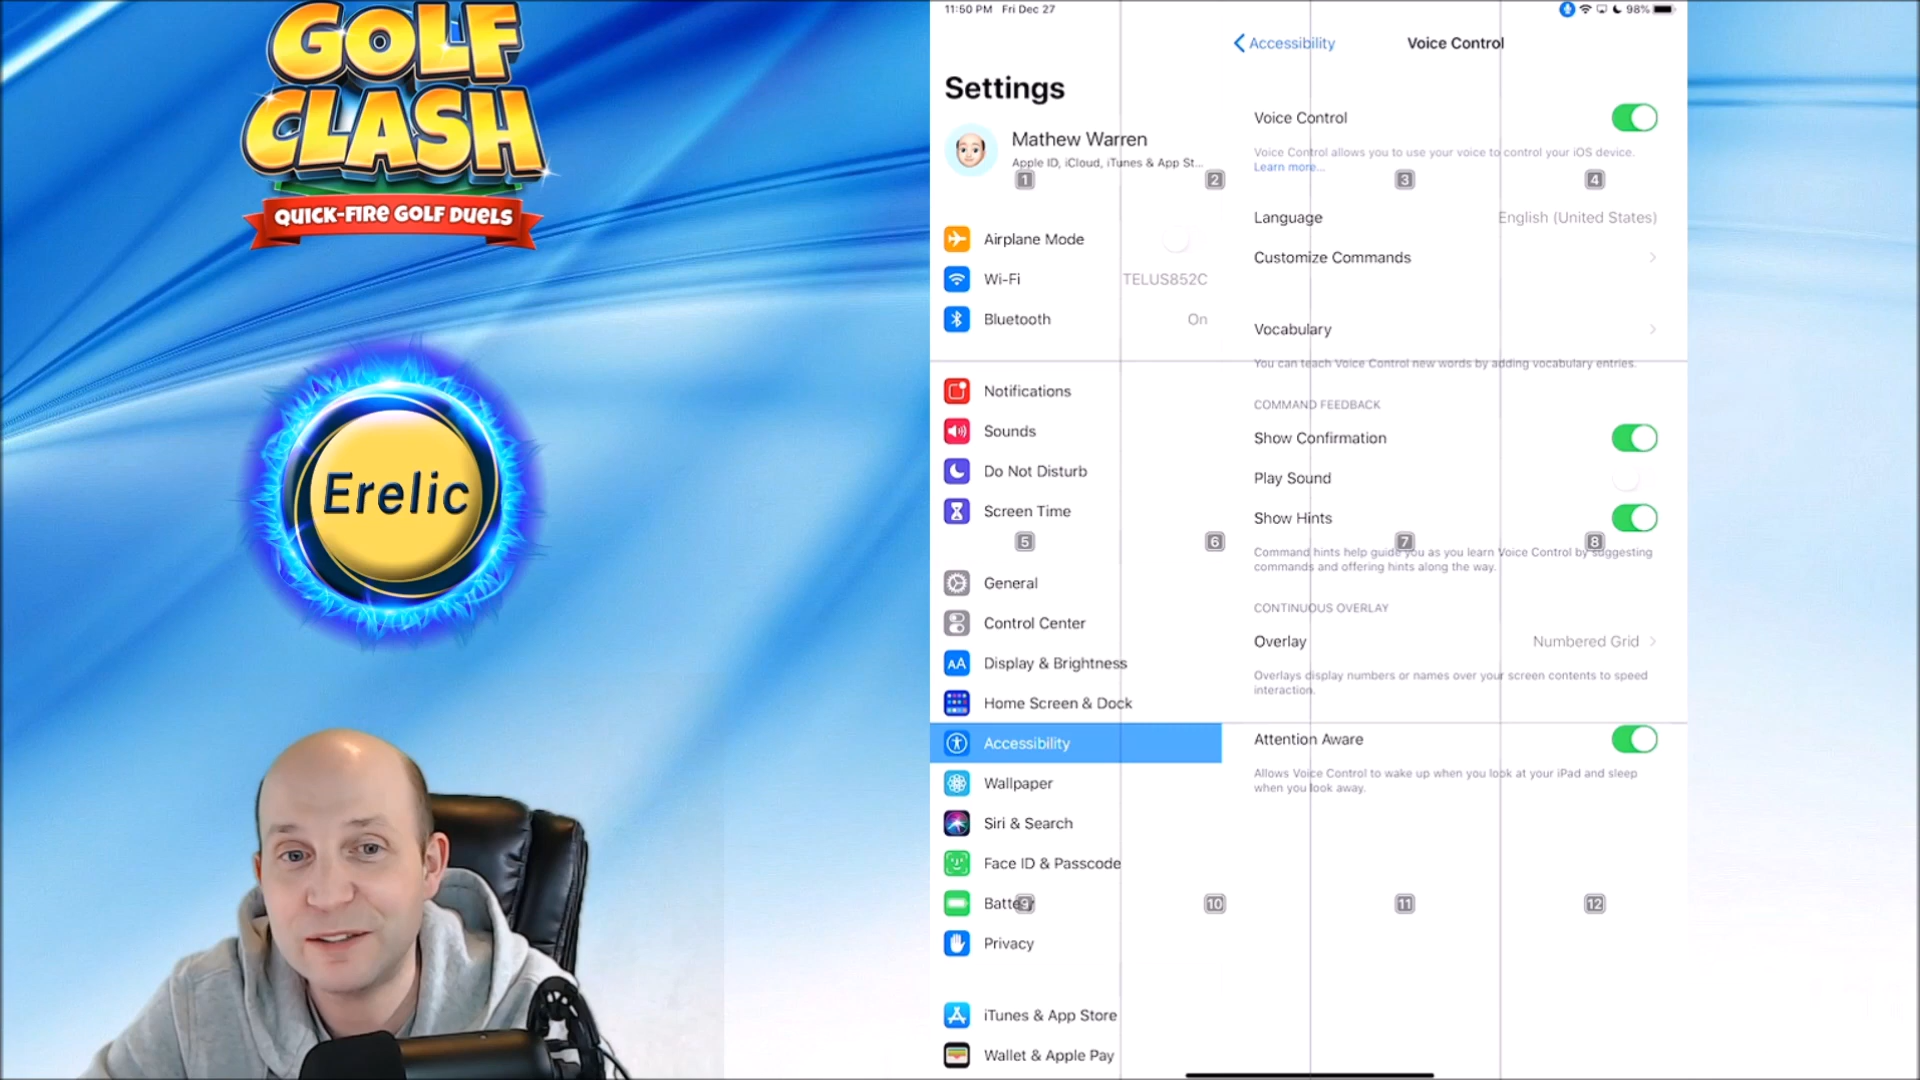 GOLF
CLASH
QUICK-FIRE GOLF DUELS
Erelic
11:50 PM Fri Dec 27
98%
Accessibility
Voice Control
Settings
Mathew Warren
Apple ID, iCloud, iTunes & App St...
1
2
3
4
Airplane Mode
Wi-Fi
TELUS852C
Bluetooth
On
Notifications
Sounds
Do Not Disturb
Screen Time
5
6
7
8
General
Control Center
AA
Display & Brightness
Home Screen & Dock
Accessibility
Wallpaper
Siri & Search
Face ID & Passcode
Battery
9
10
11
12
Privacy
iTunes & App Store
Wallet & Apple Pay
Voice Control
Voice Control allows you to use your voice to control your iOS device.
Learn more...
Language
English (United States)
Customize Commands
Vocabulary
You can teach Voice Control new words by adding vocabulary entries.
COMMAND FEEDBACK
Show Confirmation
Play Sound
Show Hints
Command hints help guide you as you learn Voice Control by suggesting
commands and offering hints along the way.
CONTINUOUS OVERLAY
Overlay
Numbered Grid
Overlays display numbers or names over your screen contents to speed
interaction.
Attention Aware
Allows Voice Control to wake up when you look at your iPad and sleep
when you look away.